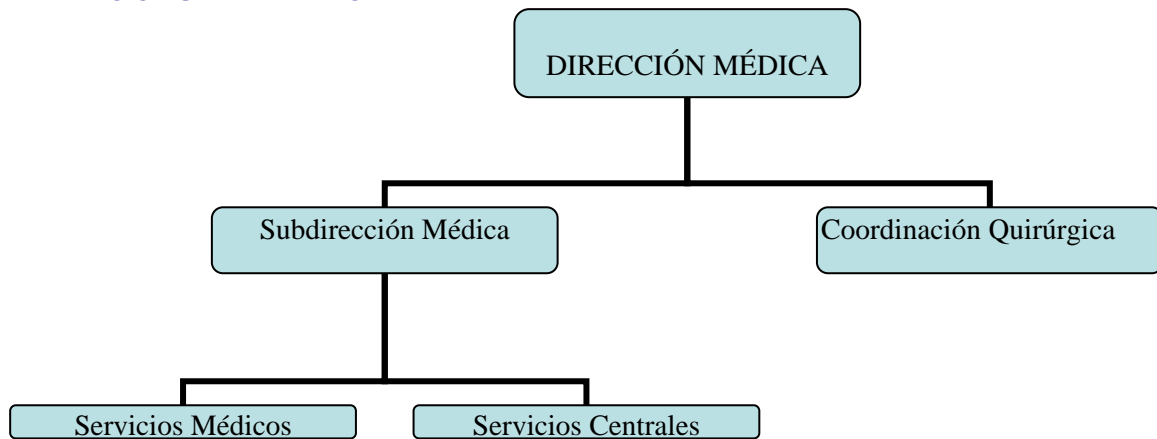 DIRECCIÓN MÉDICA
Subdirección Médica
Coordinación Quirúrgica
Servicios Médicos
Servicios Centrales